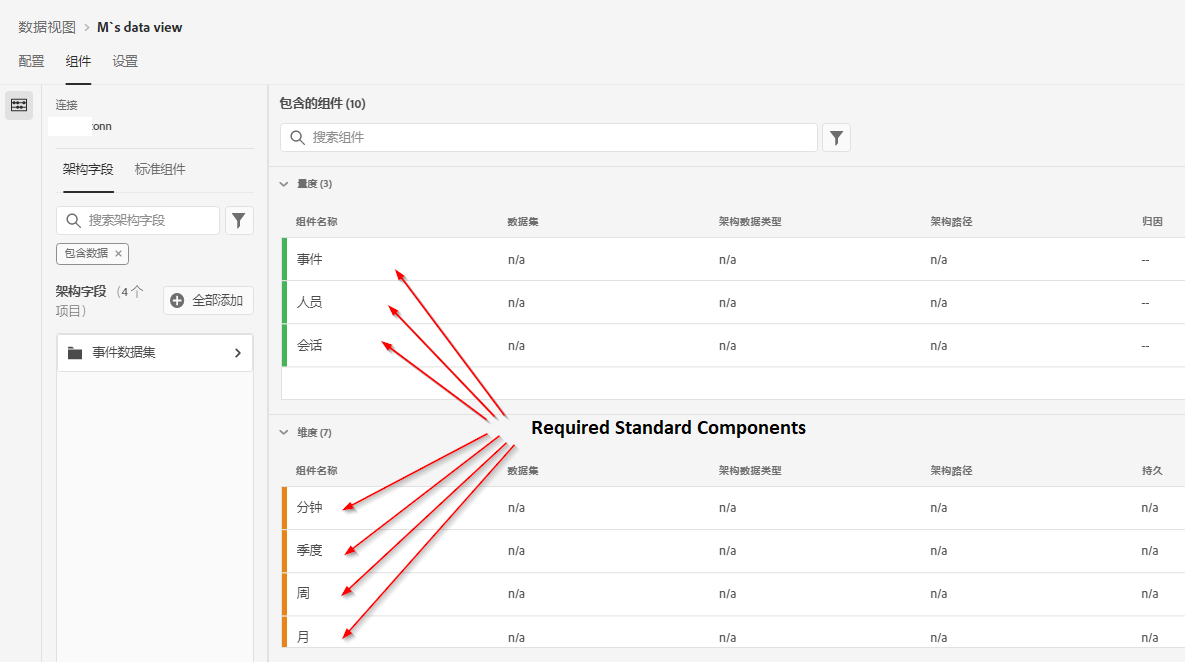 数据视图 > M`s data view
配置 组件 设置
连接
conn
架构字段 标准组件
搜索架构字段
包含数据 ×
架构字段 (4 个
项目)
全部添加
事件数据集
包含的组件 (10)
搜索组件
量度 (3)
组件名称 数据集 架构数据类型 架构路径 归因
事件 n/a n/a n/a --
人员 n/a n/a n/a --
会话 n/a n/a n/a --
Required Standard Components
维度 (7)
组件名称 数据集 架构数据类型 架构路径 持久
分钟 n/a n/a n/a n/a
季度 n/a n/a n/a n/a
周 n/a n/a n/a n/a
月 n/a n/a n/a n/a